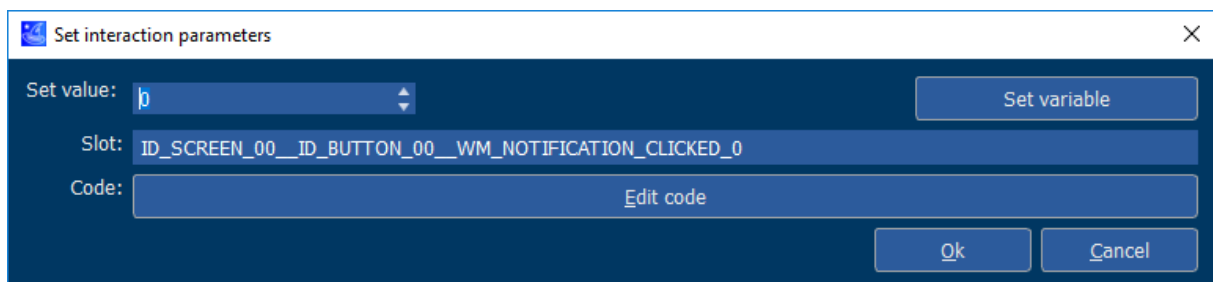 Set interaction parameters
Set value: 0 Set variable
Slot: ID_SCREEN_00__ID_BUTTON_00__WM_NOTIFICATION_CLICKED_0
Code: Edit code
Ok Cancel